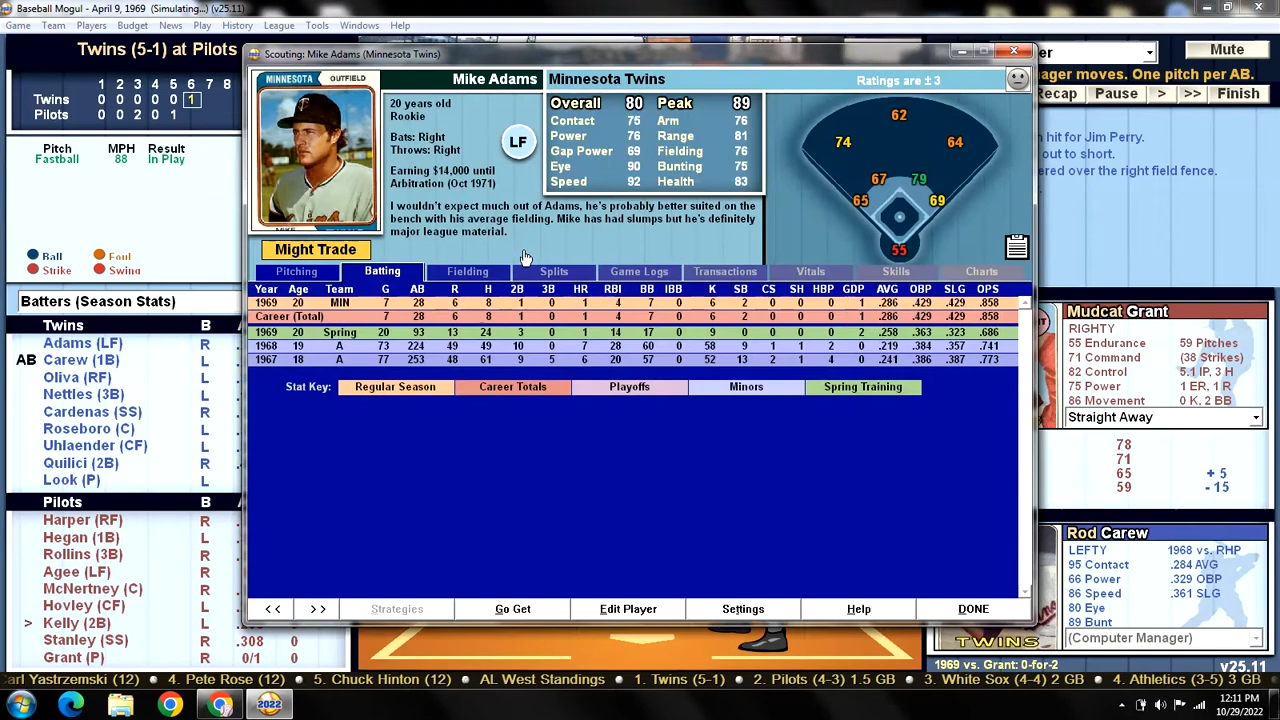 Baseball Mogul - April 9, 1969 (Simulating...) (v25.11)
Game Team Players Budget News Play History League Tools Windows Help
Twins (5-1) at Pilots
1 2 3 4 5 6 7 8
Twins 0 0 0 0 0 1
Pilots 0 0 2 0 1
Pitch MPH Result
Fastball 88 In Play
Ball Foul
Strike Swing
Batters (Season Stats)
Twins B
Adams (LF) R
AB Carew (1B) L
Oliva (RF) L
Nettles (3B) L
Cardenas (SS) R
Roseboro (C) L
Uhlaender (CF) L
Quilici (2B) R
Look (P) L
Pilots B
Harper (RF) R
Hegan (1B) L
Rollins (3B) R
Agee (LF) R
McNertney (C) R
Hovley (CF) L
> Kelly (2B) L
Stanley (SS) R .308 0
Grant (P) R 0/1 0
Scouting: Mike Adams (Minnesota Twins)
MINNESOTA OUTFIELD
Mike Adams
Minnesota Twins
Ratings are ± 3
20 years old
Rookie
Bats: Right
Throws: Right
Earning $14,000 until
Arbitration (Oct 1971)
LF
Overall 80 Peak 89
Contact 75 Arm 76
Power 76 Range 81
Gap Power 69 Fielding 76
Eye 90 Bunting 75
Speed 92 Health 83
I wouldn't expect much out of Adams, he's probably better suited on the
bench with his average fielding. Mike has had slumps but he's definitely
major league material.
62
74 64
67 79
65 69
55
Might Trade
Pitching Batting Fielding Splits Game Logs Transactions Vitals Skills Charts
Year Age Team G AB R H 2B 3B HR RBI BB IBB K SB CS SH HBP GDP AVG OBP SLG OPS
1969 20 MIN 7 28 6 8 1 0 1 4 7 0 6 2 0 0 0 1 .286 .429 .429 .858
Career (Total) 7 28 6 8 1 0 1 4 7 0 6 2 0 0 0 1 .286 .429 .429 .858
1969 20 Spring 20 93 13 24 3 0 1 14 17 0 9 0 0 0 0 2 .258 .363 .323 .686
1968 19 A 73 224 49 49 10 0 7 28 60 0 58 9 1 1 2 0 .219 .384 .357 .741
1967 18 A 77 253 48 61 9 5 6 20 57 0 52 13 2 1 4 0 .241 .386 .387 .773
Stat Key: Regular Season Career Totals Playoffs Minors Spring Training
<< >> Strategies Go Get Edit Player Settings Help DONE
Mute
nager moves. One pitch per AB.
Recap Pause > >> Finish
hit for Jim Perry.
out to short.
ered over the right field fence.
Mudcat Grant
RIGHTY
55 Endurance 59 Pitches
71 Command (38 Strikes)
82 Control 5.1 IP, 3 H
75 Power 1 ER, 1 R
86 Movement 0 K, 2 BB
Straight Away
78
71
65 + 5
59 - 15
Rod Carew
LEFTY 1968 vs. RHP
95 Contact .284 AVG
66 Power .329 OBP
86 Speed .361 SLG
80 Eye
89 Bunt
(Computer Manager)
TWINS
1969 vs. Grant: 0-for-2
v25.11
Carl Yastrzemski (12) 4. Pete Rose (12) 5. Chuck Hinton (12) AL West Standings 1. Twins (5-1) 2. Pilots (4-3) 1.5 GB 3. White Sox (4-4) 2 GB 4. Athletics (3-5) 3 GB
2022
12:11 PM
10/29/2022